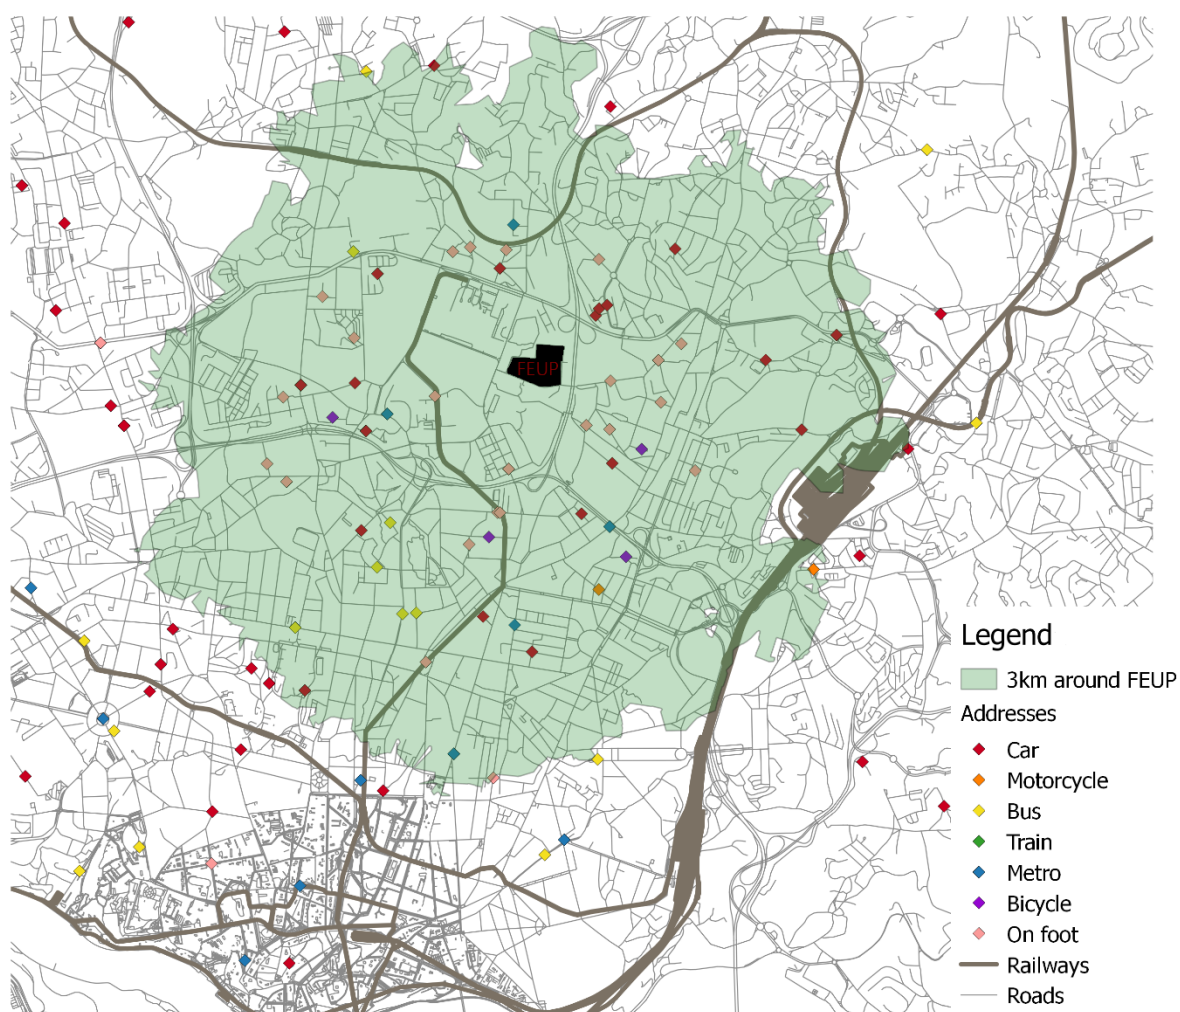 FEUP
Legend
3km around FEUP
Addresses
Car
Motorcycle
Bus
Train
Metro
Bicycle
On foot
Railways
Roads